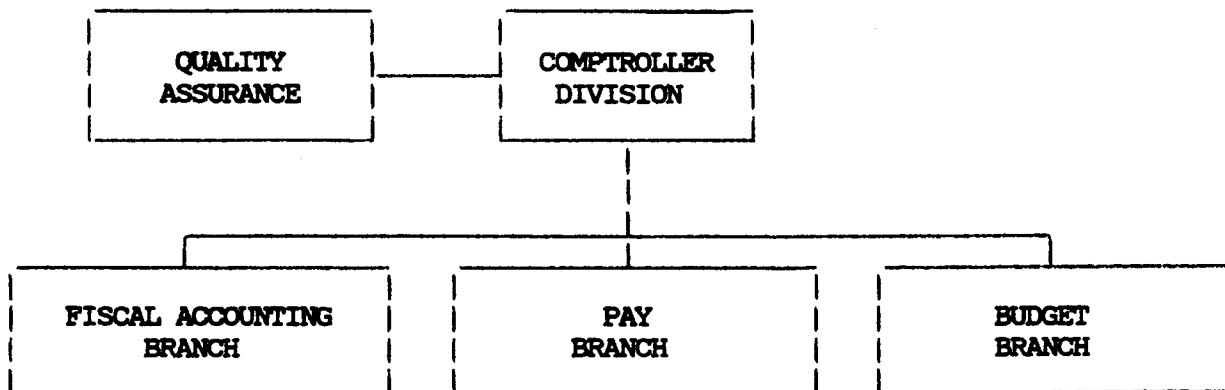 QUALITY
ASSURANCE
COMPTROLLER
DIVISION
FISCAL ACCOUNTING
BRANCH
PAY
BRANCH
BUDGET
BRANCH